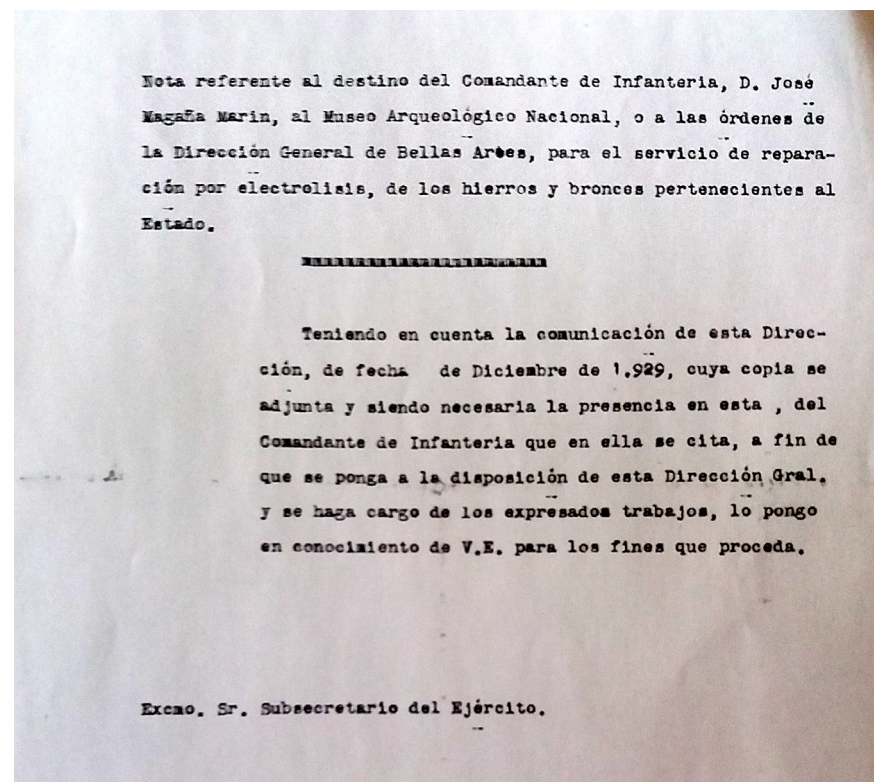 Nota referente al destino del Comandante de Infanteria, D. José
Magaña Marin, al Museo Arqueológico Nacional, o a las órdenes de
la Dirección General de Bellas Artes, para el servicio de repara-
ción por electrolisis, de los hierros y bronces pertenecientes al
Estado.
Teniendo en cuenta la comunicación de esta Direc-
ción, de fecha de Diciembre de 1.929, cuya copia se
adjunta y siendo necesaria la presencia en esta , del
Comandante de Infanteria que en ella se cita, a fin de
que se ponga a la disposición de esta Dirección Gral.
y se haga cargo de los expresados trabajos, lo pongo
en conocimiento de V.E. para los fines que proceda.
Excmo. Sr. Subsecretario del Ejército.